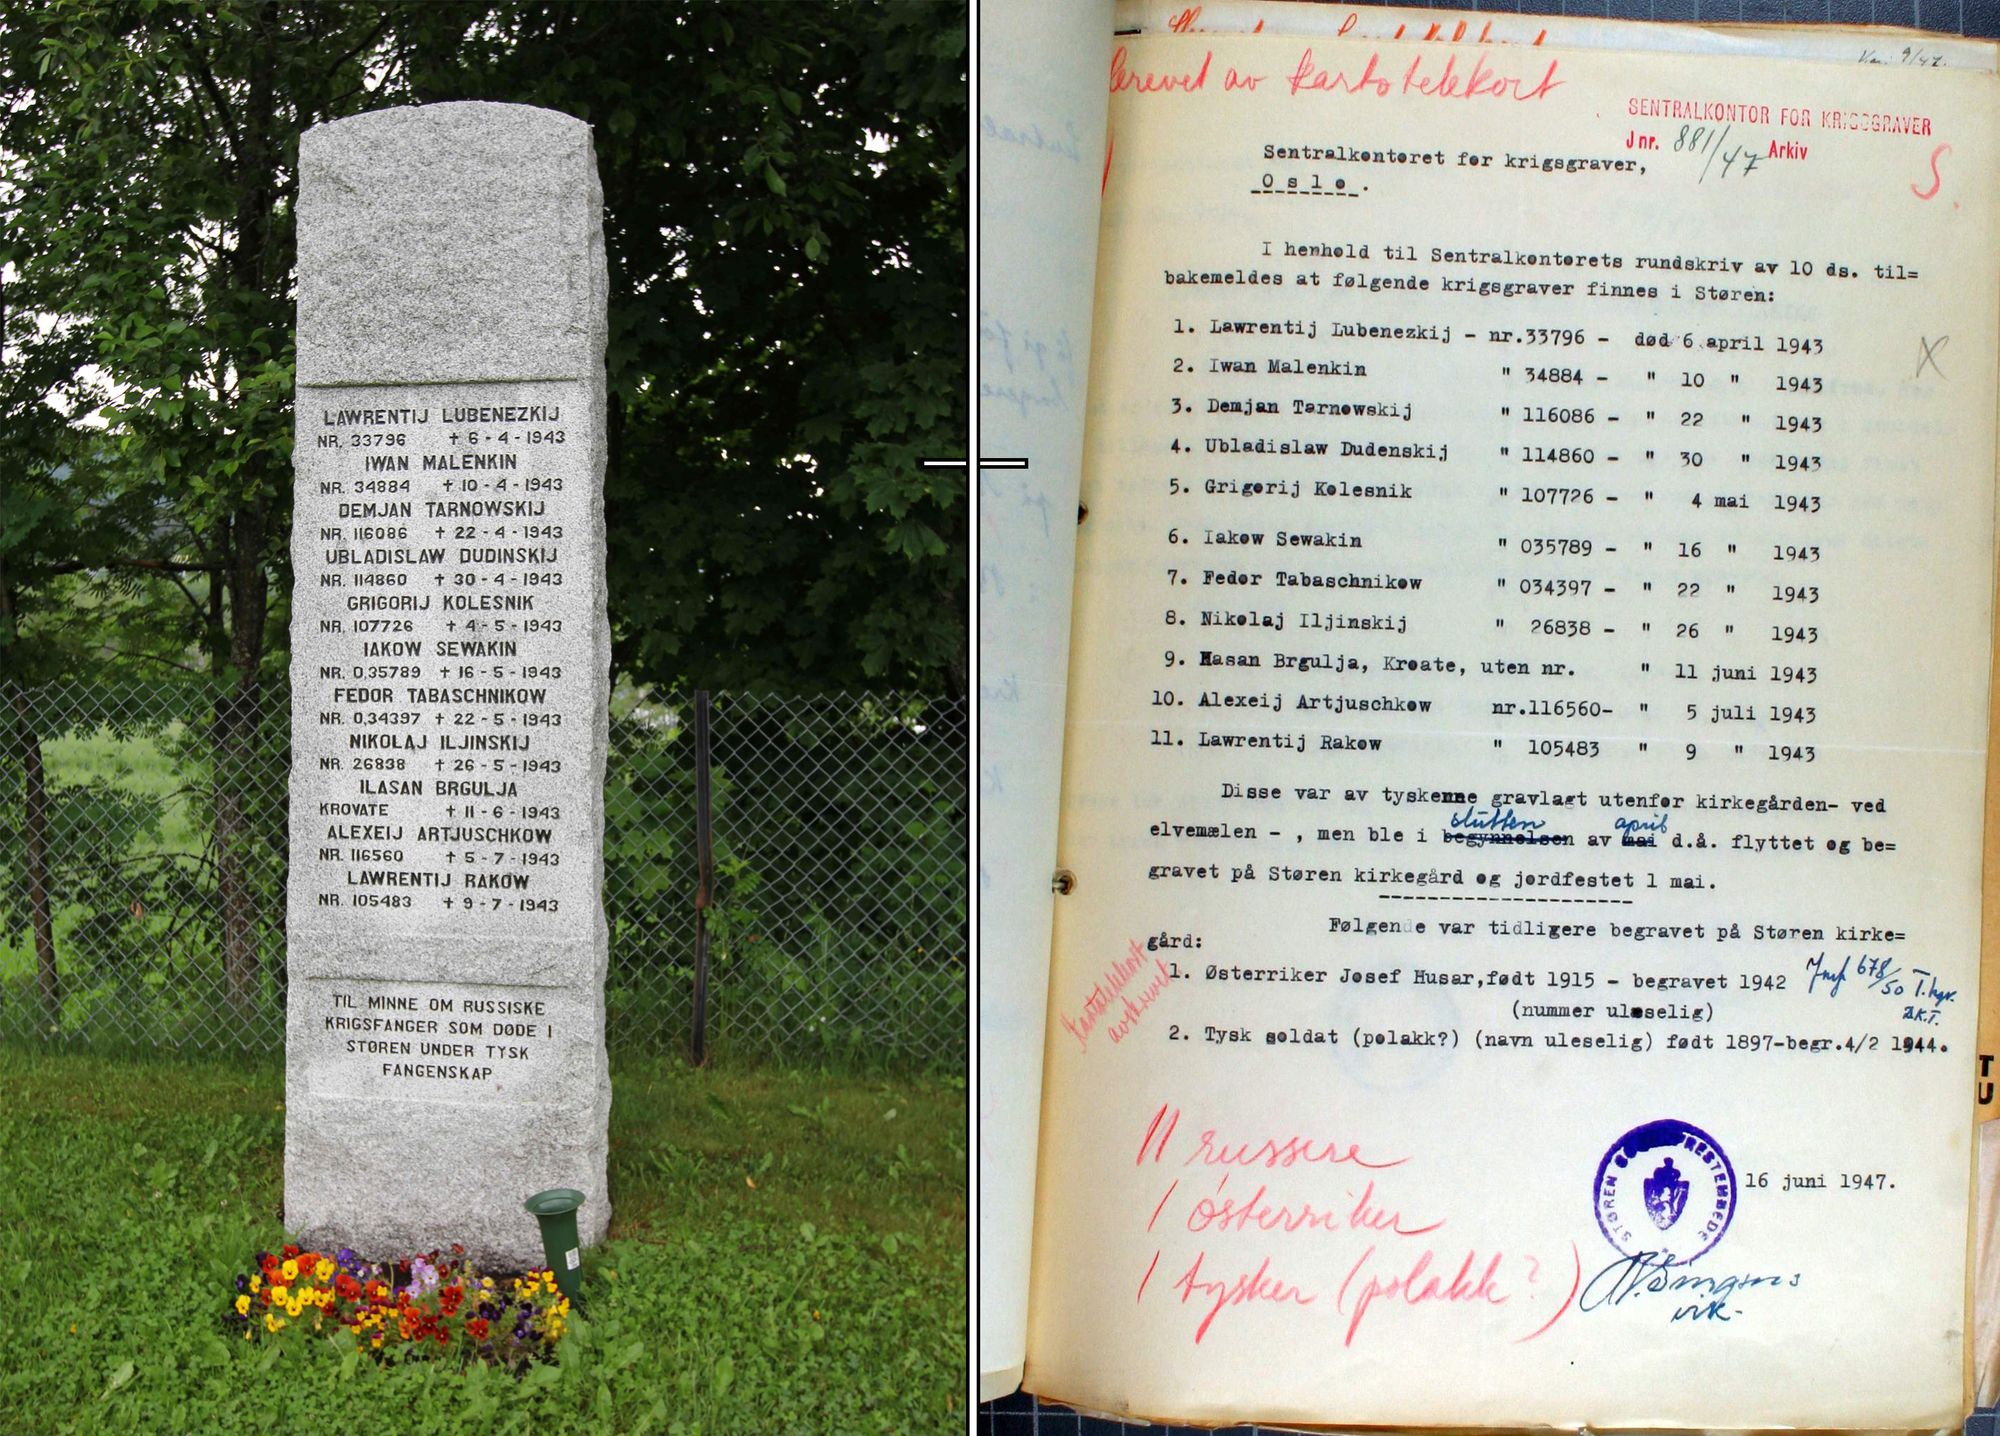 LAWRENTIJ LUBENEZKIJ
NR. 33796 † 6-4-1943
IWAN MALENKIN
NR. 34884 † 10-4-1943
DEMJAN TARNOWSKIJ
NR. 116086 † 22-4-1943
UBLADISLAW DUDINSKIJ
NR. 114860 † 30-4-1943
GRIGORIJ KOLESNIK
NR. 107726 † 4-5-1943
IAKOW SEWAKIN
NR. 0,35789 † 16-5-1943
FEDOR TABASCHNIKOW
NR. 0,34397 † 22-5-1943
NIKOLAJ ILJINSKIJ
NR. 26838 † 26-5-1943
ILASAN BRGULJA
KROVATE † 11-6-1943
ALEXEIJ ARTJUSCHKOW
NR. 116560 † 5-7-1943
LAWRENTIJ RAKOW
NR. 105483 † 9-7-1943
TIL MINNE OM RUSSISKE
KRIGSFANGER SOM DØDE I
STØREN UNDER TYSK
FANGENSKAP
9/47.
av kartotekkort
SENTRALKONTOR FOR KRIGSGRAVER
Jnr. 881/47 Arkiv
S.
Sentralkontoret for krigsgraver,
Oslo.
X
I henhold til Sentralkontorets rundskriv av 10 ds. til=
bakemeldes at følgende krigsgraver finnes i Støren:
1. Lawrentij Lubenezkij - nr.33796 - død 6 april 1943
2. Iwan Malenkin " 34884 - " 10 " 1943
3. Demjan Tarnowskij " 116086 - " 22 " 1943
4. Ubladislaw Dudenskij " 114860 - " 30 " 1943
5. Grigorij Kolesnik " 107726 - " 4 mai 1943
6. Iakow Sewakin " 035789 - " 16 " 1943
7. Fedor Tabaschnikow " 034397 - " 22 " 1943
8. Nikolaj Iljinskij " 26838 - " 26 " 1943
9. Hasan Brgulja, Kroate, uten nr. " 11 juni 1943
10. Alexeij Artjuschkow nr.116560- " 5 juli 1943
11. Lawrentij Rakow " 105483 " 9 " 1943
Disse var av tyskerne gravlagt utenfor kirkegården- ved
slutten april
elvemælen - , men ble i begynnelsen av mai d.å. flyttet og be=
gravet på Støren kirkegård og jordfestet 1 mai.
Følgende var tidligere begravet på Støren kirke=
gård:
1. Østerriker Josef Husar,født 1915 - begravet 1942
678/50
(nummer uleselig)
2. Tysk soldat (polakk?) (navn uleselig) født 1897-begr.4/2 1944.
Kartotekkort
avskrevet
11 russere
1 østerriker
1 tysker (polakk?)
STØREN SOKNEPRESTEMBEDE
16 juni 1947.
vik.
T
U